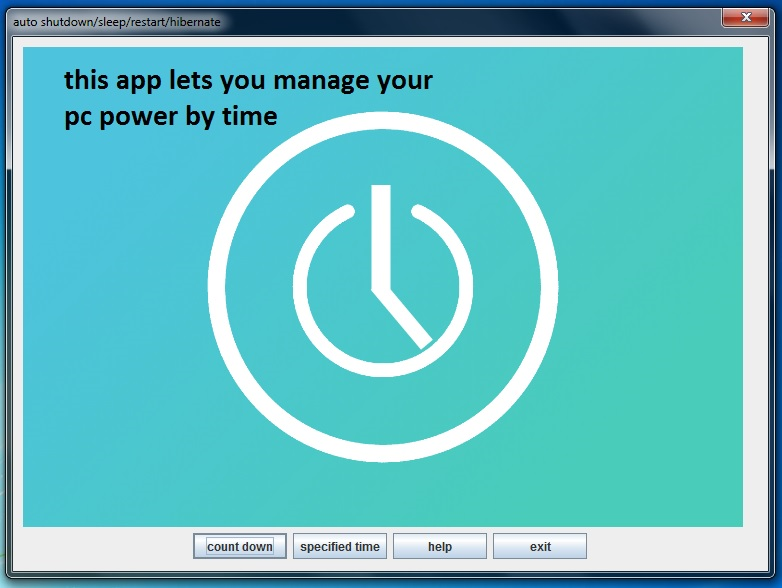 auto shutdown/sleep/restart/hibernate
this app lets you manage your
pc power by time
count down
specified time
help
exit